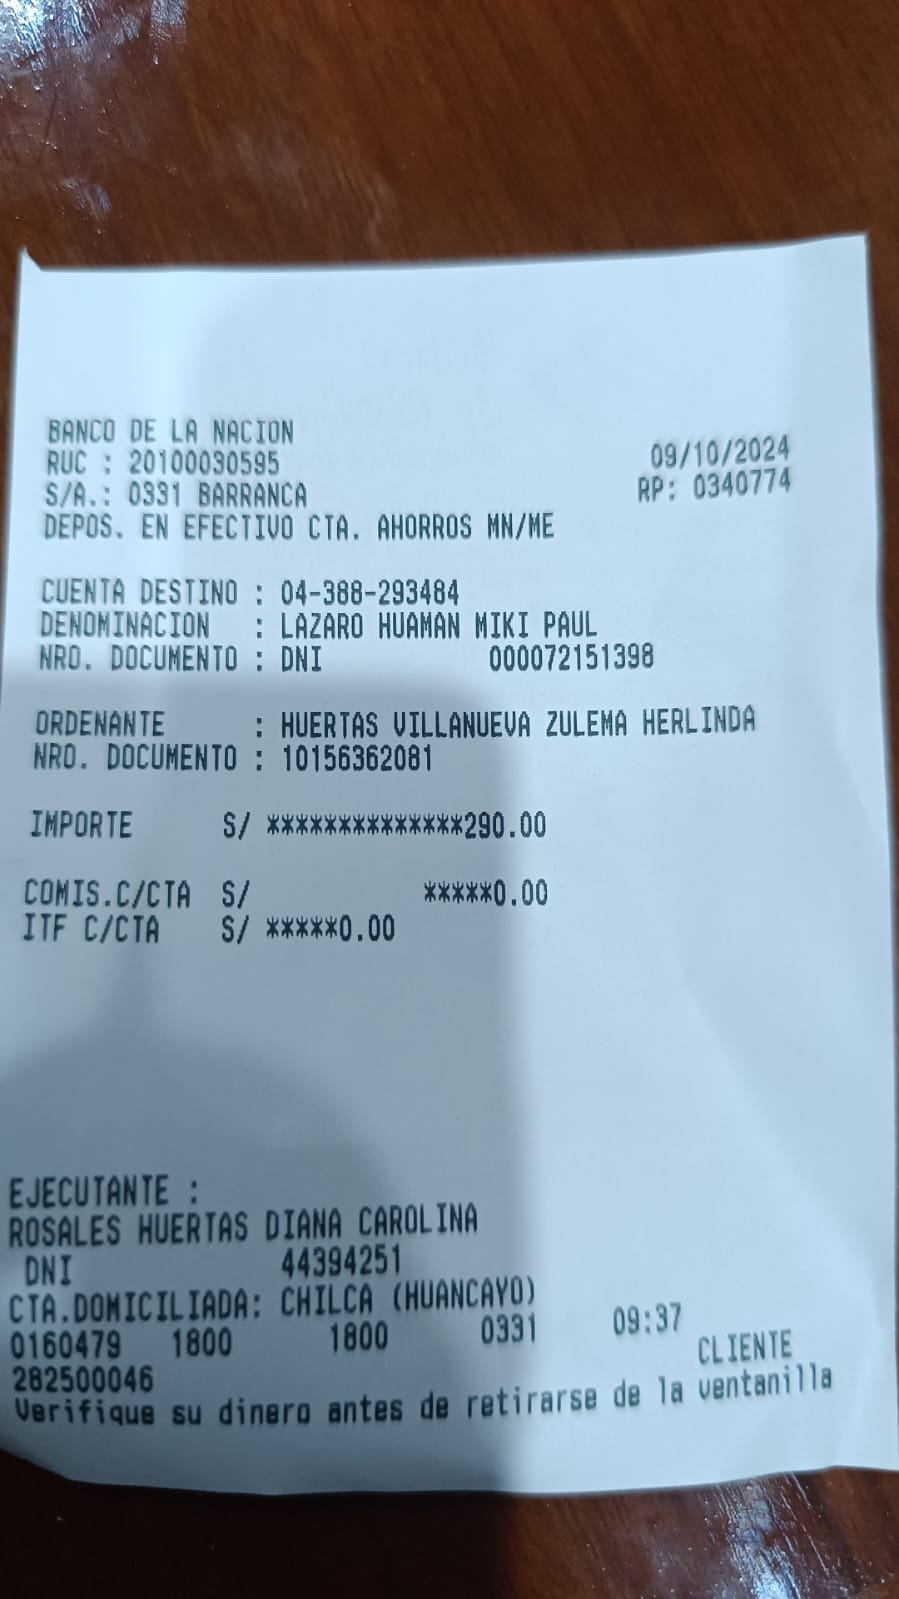 BANCO DE LA NACION
RUC : 20100030595 09/10/2024
S/A.: 0331 BARRANCA RP: 0340774
DEPOS. EN EFECTIVO CTA. AHORROS MN/ME
CUENTA DESTINO : 04-388-293484
DENOMINACION : LAZARO HUAMAN MIKI PAUL
NRO. DOCUMENTO : DNI 000072151398
ORDENANTE : HUERTAS VILLANUEVA ZULEMA HERLINDA
NRO. DOCUMENTO : 10156362081
IMPORTE S/ **************290.00
COMIS.C/CTA S/ *****0.00
ITF C/CTA S/ *****0.00
EJECUTANTE :
ROSALES HUERTAS DIANA CAROLINA
DNI 44394251
CTA.DOMICILIADA: CHILCA (HUANCAYO)
0160479 1800 1800 0331 09:37
282500046 CLIENTE
Verifique su dinero antes de retirarse de la ventanilla